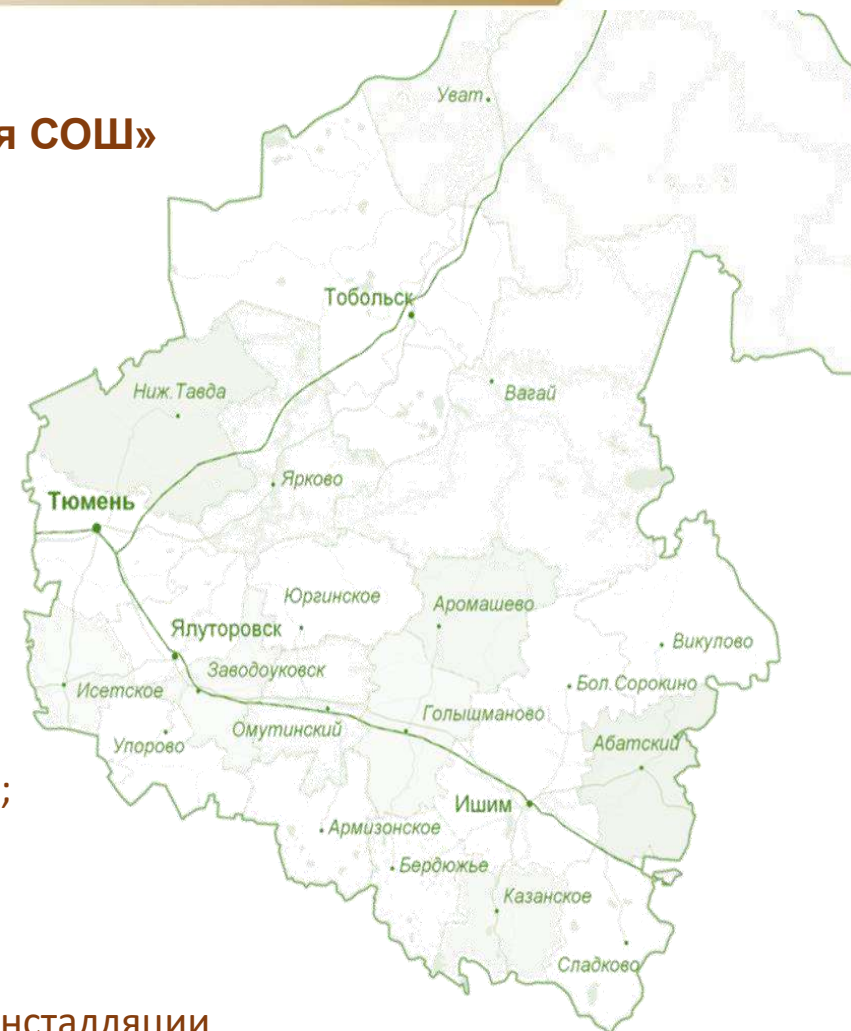 Уват
я СОШ»
Тобольск
Ниж.Тавда
Вагай
Ярково
Тюмень
Юргинское
Аромашево
Ялуторовск
Викулово
Заводоуковск
Исетское
Бол.Сорокино
Голышманово
Омутинский
Упорово
Абатский
;
Ишим
Армизонское
Бердюжье
Казанское
Сладково
нсталляции